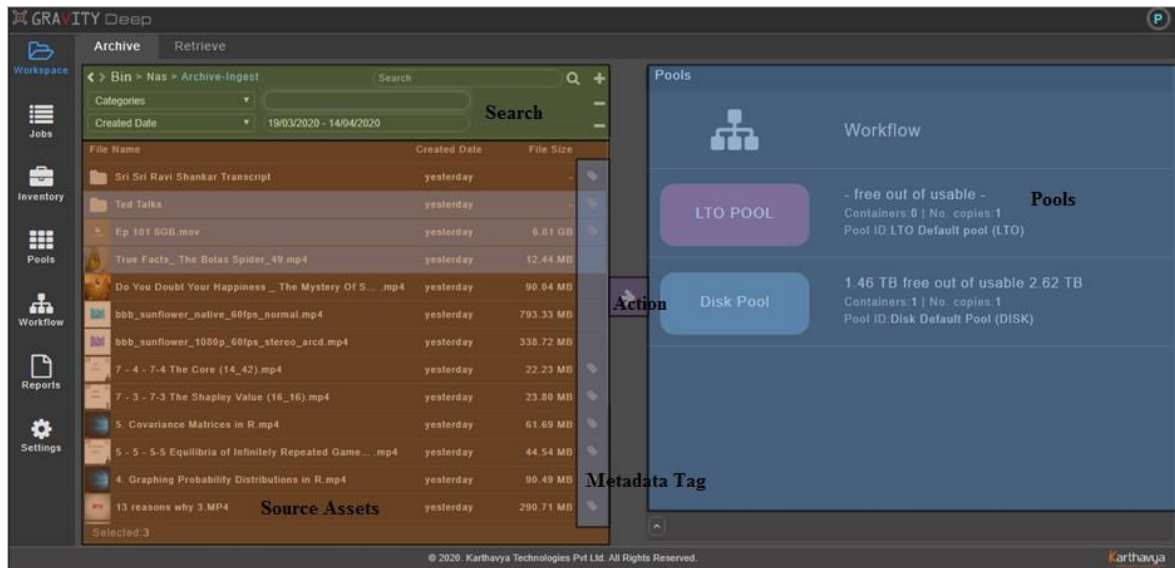 GRAVITY Deep
P
Workspace
Jobs
Inventory
Pools
Workflow
Reports
Settings
Archive Retrieve
Bin > Nas > Archive-Ingest Search
Categories
Created Date 19/03/2020 - 14/04/2020
Search
File Name Created Date File Size
Sri Sri Ravi Shankar Transcript yesterday -
Ted Talks yesterday -
Ep 101 6GB.mov yesterday 6.01 GB
True Facts_ The Bolas Spider_49.mp4 yesterday 12.44 MB
Do You Doubt Your Happiness _ The Mystery Of S... .mp4 yesterday 90.04 MB
bbb_sunflower_native_60fps_normal.mp4 yesterday 793.33 MB
bbb_sunflower_1080p_60fps_stereo_arcd.mp4 yesterday 338.72 MB
7 - 4 - 7-4 The Core (14_42).mp4 yesterday 22.23 MB
7 - 3 - 7-3 The Shapley Value (16_16).mp4 yesterday 23.80 MB
5. Covariance Matrices in R.mp4 yesterday 61.69 MB
5 - 5 - 5-5 Equilibria of Infinitely Repeated Game... .mp4 yesterday 44.54 MB
4. Graphing Probability Distributions in R.mp4 yesterday 90.49 MB
13 reasons why 3.MP4 yesterday 290.71 MB
Source Assets
Metadata Tag
Selected:3
Action
Pools
Workflow
LTO POOL
- free out of usable -
Containers:0 | No. copies:1
Pool ID:LTO Default pool (LTO)
Pools
Disk Pool
1.46 TB free out of usable 2.62 TB
Containers:1 | No. copies:1
Pool ID:Disk Default Pool (DISK)
© 2020. Karthavya Technologies Pvt Ltd. All Rights Reserved.
Karthavya